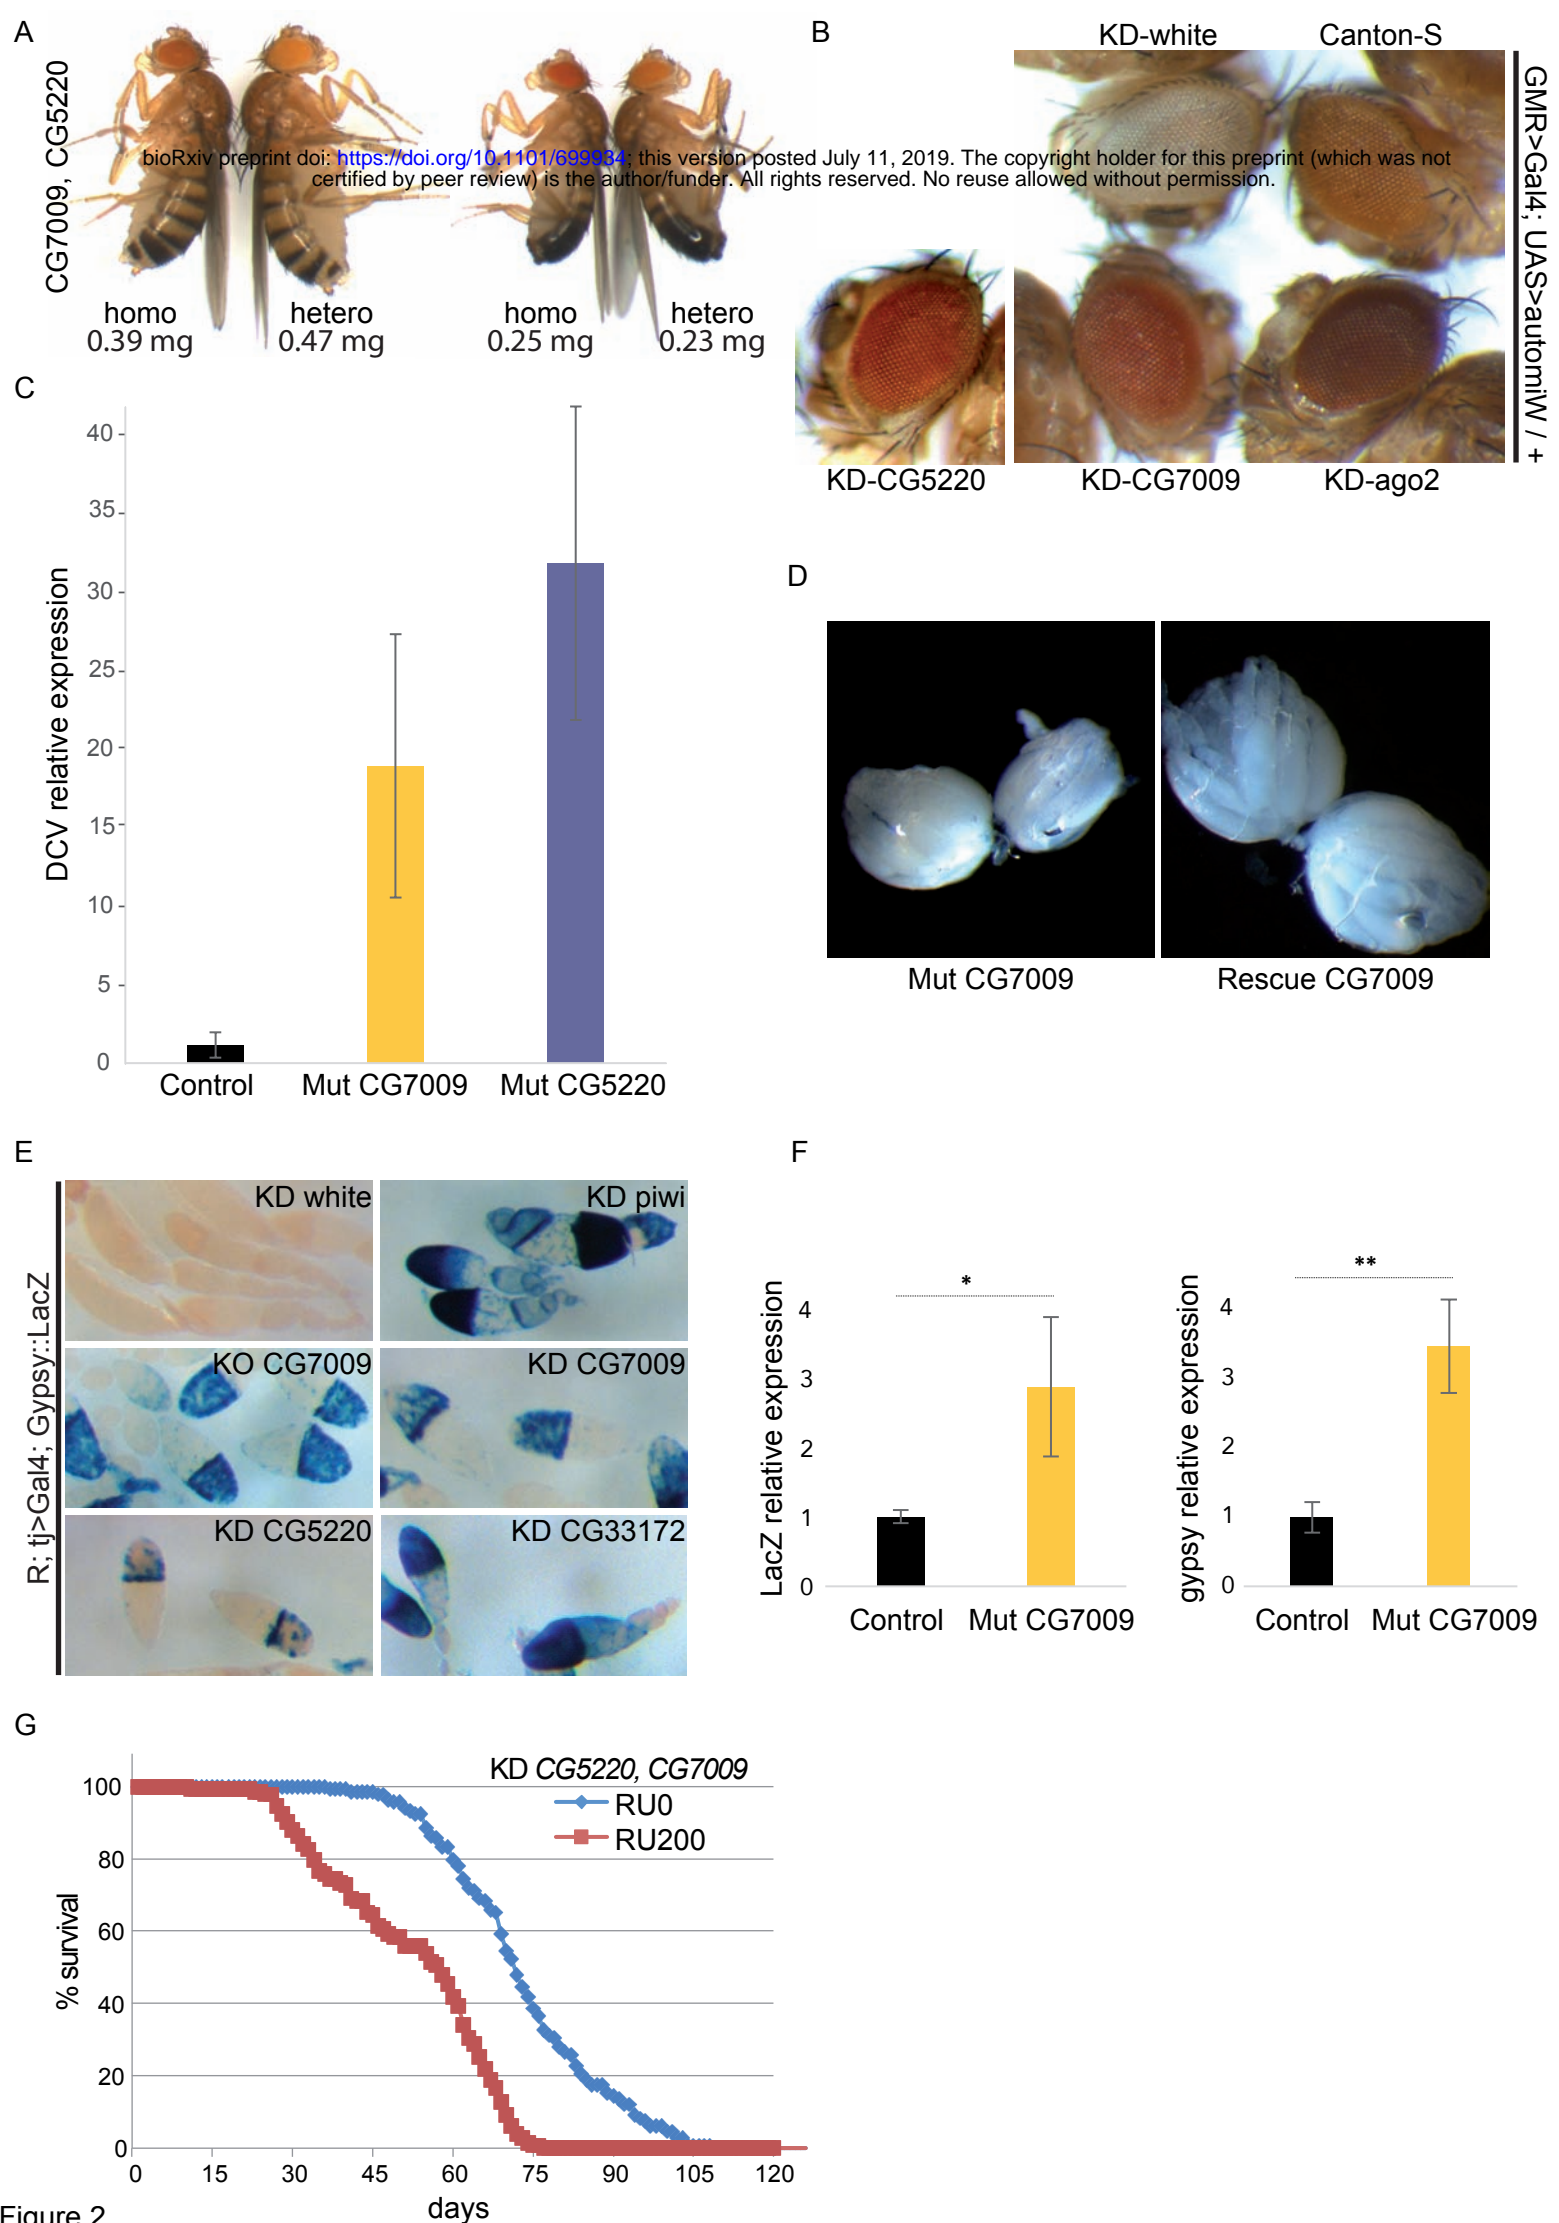 A
CG7009, CG5220
homo
0.39 mg
hetero
0.47 mg
homo
0.25 mg
hetero
0.23 mg
bioRxiv preprint doi: https://doi.org/10.1101/699934; this version posted July 11, 2019. The copyright holder for this preprint (which was not
certified by peer review) is the author/funder. All rights reserved. No reuse allowed without permission.
B
KD-white
Canton-S
KD-CG5220
KD-CG7009
KD-ago2
GMR>Gal4; UAS>automiW / +
C
DCV relative expression
40
35
30
25
20
15
10
5
0
Control
Mut CG7009
Mut CG5220
D
Mut CG7009
Rescue CG7009
E
R; tj>Gal4; Gypsy::LacZ
KD white
KD piwi
KO CG7009
KD CG7009
KD CG5220
KD CG33172
F
LacZ relative expression
4
3
2
1
0
*
Control
Mut CG7009
gypsy relative expression
4
3
2
1
0
**
Control
Mut CG7009
G
KD CG5220, CG7009
RU0
RU200
% survival
100
80
60
40
20
0
0 15 30 45 60 75 90 105 120
days
Figure 2